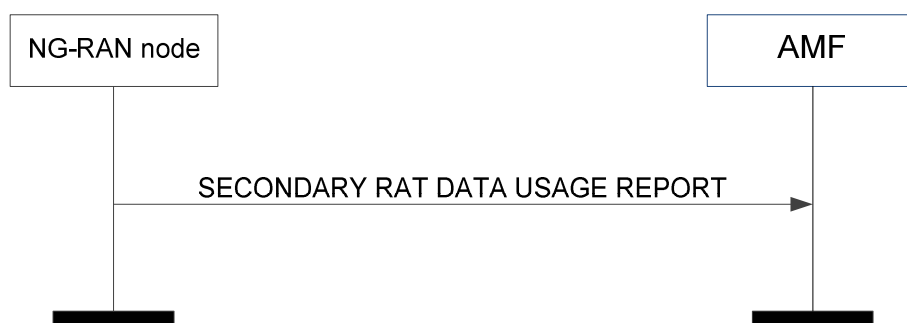 NG-RAN node
AMF
SECONDARY RAT DATA USAGE REPORT